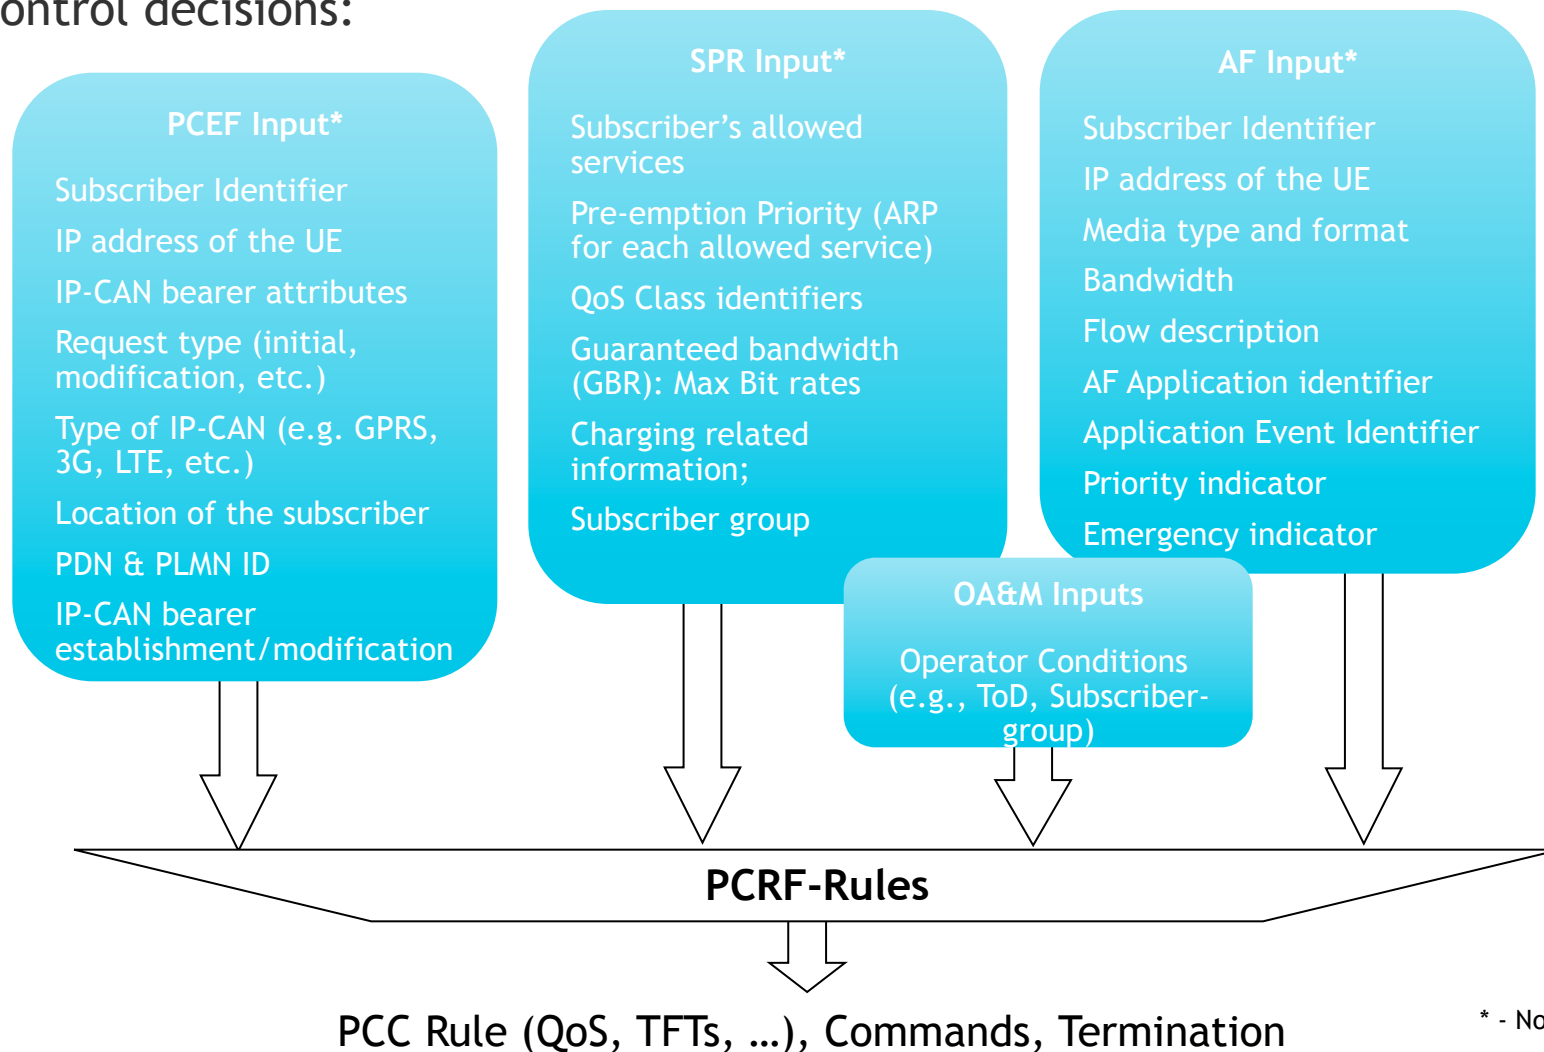 control decisions:
PCEF Input*
Subscriber Identifier
IP address of the UE
IP-CAN bearer attributes
Request type (initial,
modification, etc.)
Type of IP-CAN (e.g. GPRS,
3G, LTE, etc.)
Location of the subscriber
PDN & PLMN ID
IP-CAN bearer
establishment/modification
SPR Input*
Subscriber’s allowed
services
Pre-emption Priority (ARP
for each allowed service)
QoS Class identifiers
Guaranteed bandwidth
(GBR): Max Bit rates
Charging related
information;
Subscriber group
AF Input*
Subscriber Identifier
IP address of the UE
Media type and format
Bandwidth
Flow description
AF Application identifier
Application Event Identifier
Priority indicator
Emergency indicator
OA&M Inputs
Operator Conditions
(e.g., ToD, Subscriber-
group)
PCRF-Rules
PCC Rule (QoS, TFTs, …), Commands, Termination
* - No